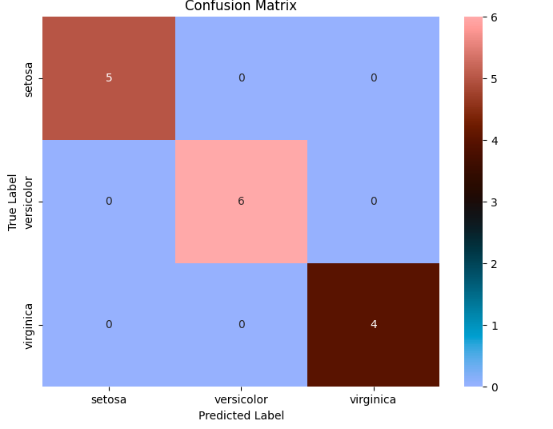 Confusion Matrix
setosa
5 0 0
versicolor
0 6 0
virginica
0 0 4
True Label
setosa versicolor virginica
Predicted Label
6
5
4
3
2
1
0